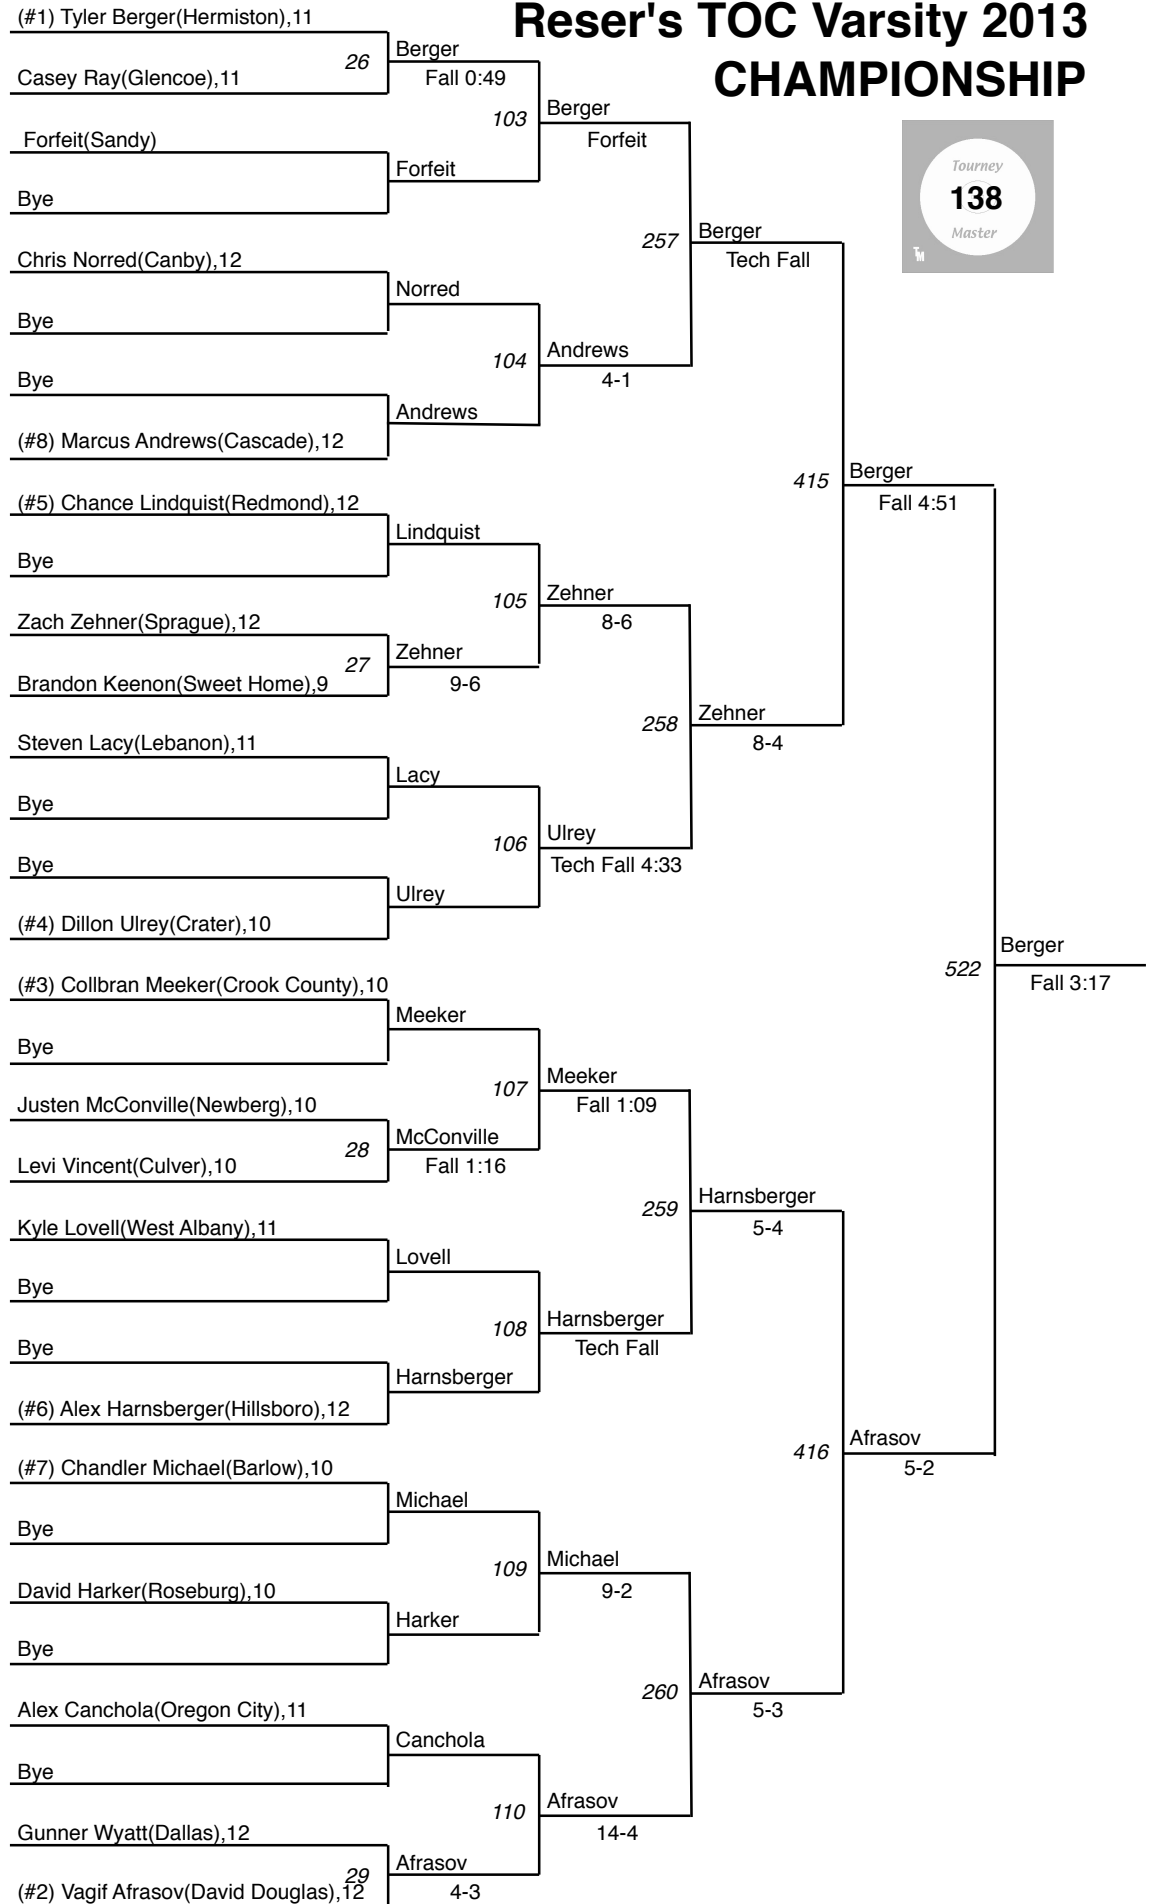 Reser's TOC Varsity 2013
CHAMPIONSHIP
Tourney
138
Master
TM
(#1) Tyler Berger(Hermiston),11
26
Casey Ray(Glencoe),11
Forfeit(Sandy)
Bye
Chris Norred(Canby),12
Bye
Bye
(#8) Marcus Andrews(Cascade),12
(#5) Chance Lindquist(Redmond),12
Bye
Zach Zehner(Sprague),12
27
Brandon Keenon(Sweet Home),9
Steven Lacy(Lebanon),11
Bye
Bye
(#4) Dillon Ulrey(Crater),10
(#3) Collbran Meeker(Crook County),10
Bye
Justen McConville(Newberg),10
28
Levi Vincent(Culver),10
Kyle Lovell(West Albany),11
Bye
Bye
(#6) Alex Harnsberger(Hillsboro),12
(#7) Chandler Michael(Barlow),10
Bye
David Harker(Roseburg),10
Bye
Alex Canchola(Oregon City),11
Bye
Gunner Wyatt(Dallas),12
29
(#2) Vagif Afrasov(David Douglas),12
Berger
Fall 0:49
103
Forfeit
Norred
104
Andrews
Lindquist
105
Zehner
9-6
Lacy
106
Ulrey
Meeker
107
McConville
Fall 1:16
Lovell
108
Harnsberger
Michael
109
Harker
Canchola
110
Afrasov
4-3
Berger
Forfeit
257
Andrews
4-1
Zehner
8-6
258
Ulrey
Tech Fall 4:33
Meeker
Fall 1:09
259
Harnsberger
Tech Fall
Michael
9-2
260
Afrasov
14-4
Berger
Tech Fall
415
Zehner
8-4
Harnsberger
5-4
416
Afrasov
5-3
Berger
Fall 4:51
522
Afrasov
5-2
Berger
Fall 3:17